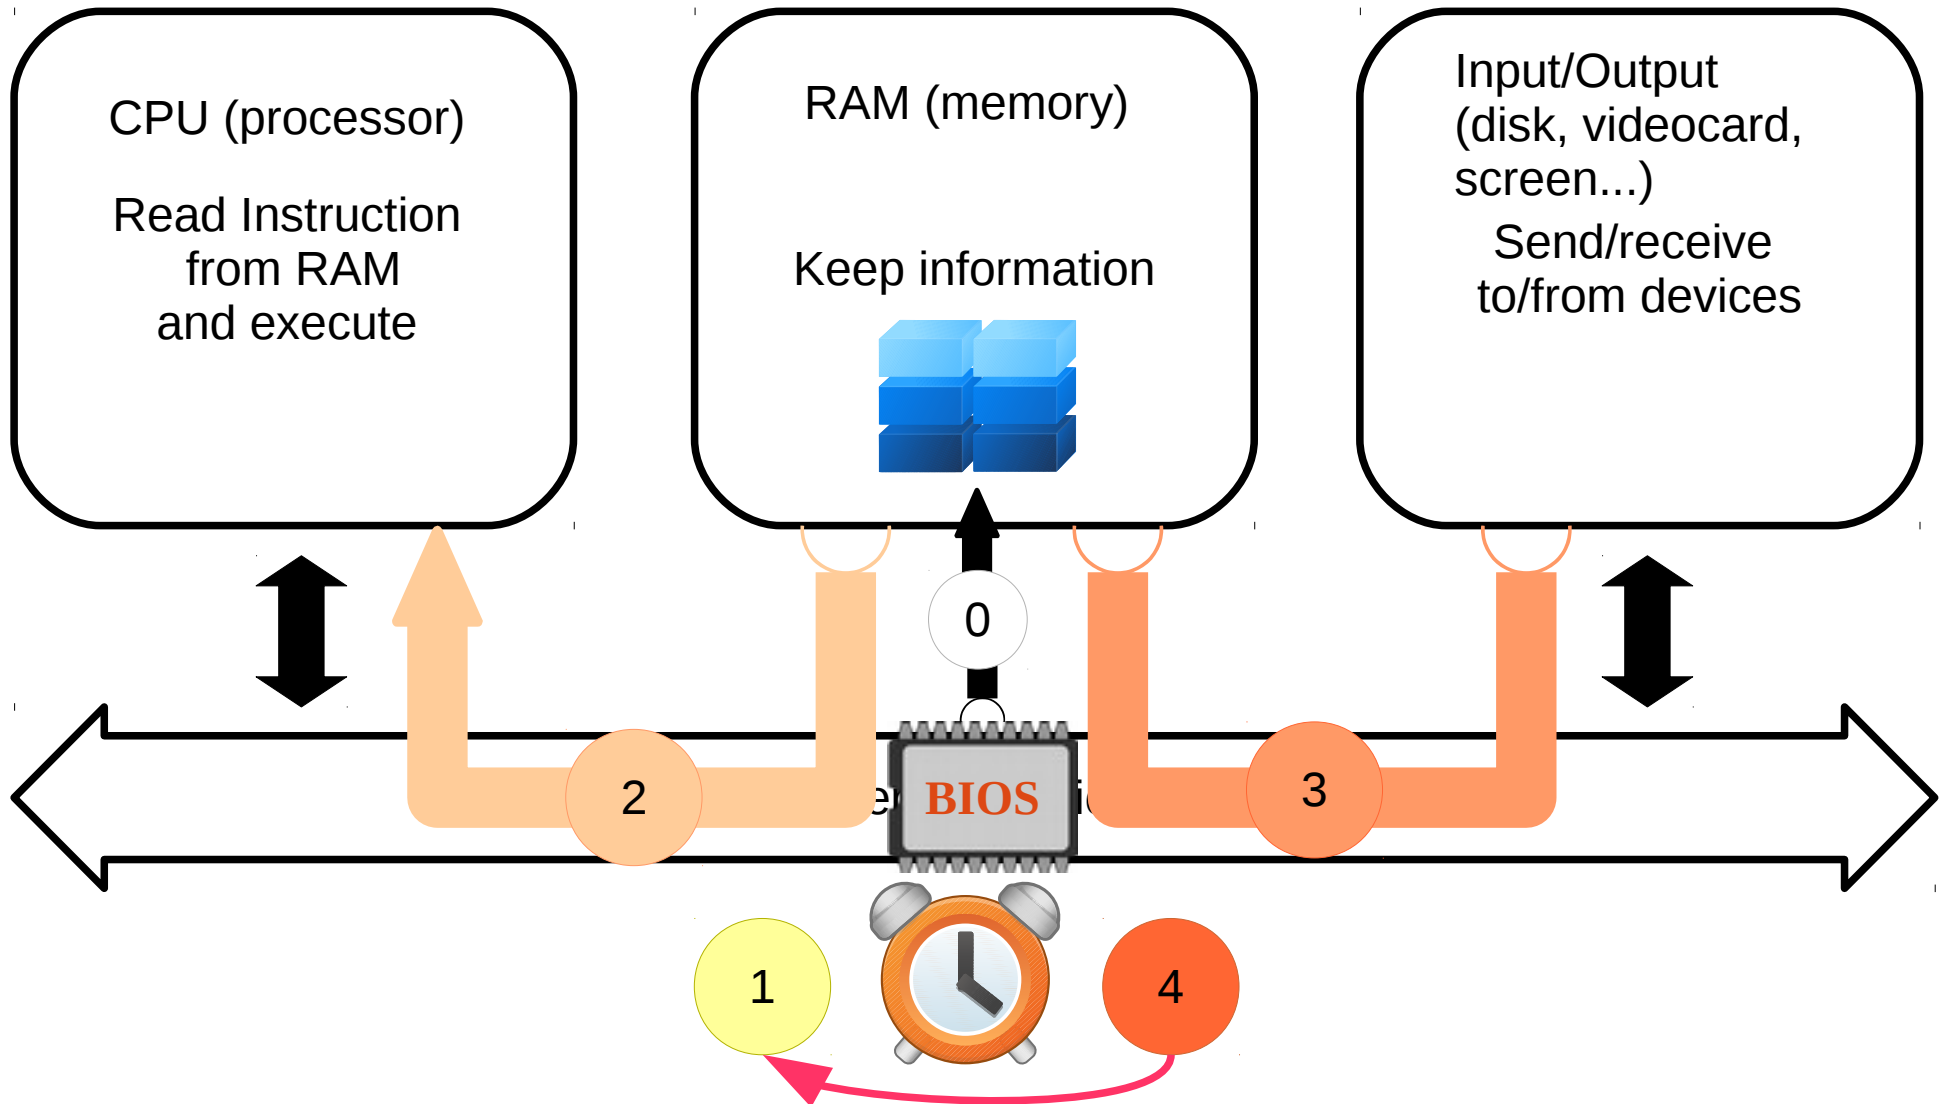 CPU (processor)
Read Instruction
from RAM
and execute
RAM (memory)
Keep information
Input/Output
(disk, videocard,
screen...)
Send/receive
to/from devices
0
2
BIOS
3
1
4